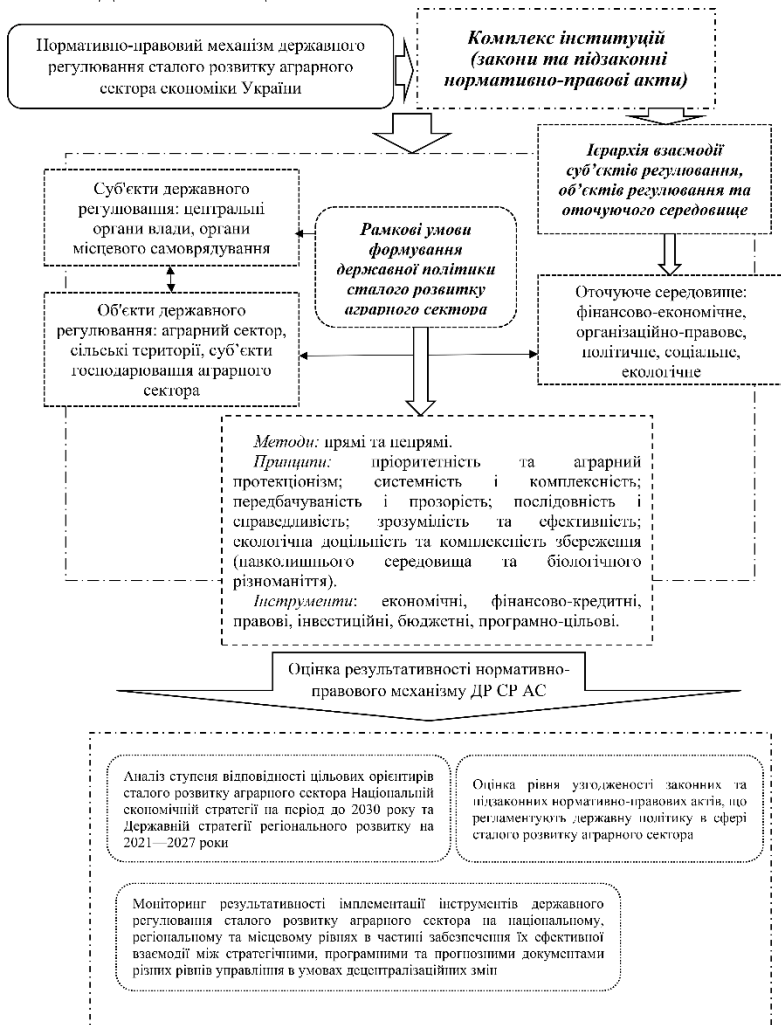 Нормативно-правовий механізм державного
регулювання сталого розвитку аграрного
сектора економіки України
Комплекс інституцій
(закони та підзаконні
нормативно-правові акти)
Ієрархія взаємодії
суб’єктів регулювання,
об’єктів регулювання та
оточуючого середовище
Суб'єкти державного
регулювання: центральні
органи влади, органи
місцевого самоврядування
Рамкові умови
формування
державної політики
сталого розвитку
аграрного сектора
Об'єкти державного
регулювання: аграрний сектор,
сільські території, суб’єкти
господарювання аграрного
сектора
Оточуюче середовище:
фінансово-економічне,
організаційно-правове,
політичне, соціальне,
екологічне
Методи: прямі та непрямі.
Принципи: пріоритетність та аграрний
протекціонізм; системність і комплексність;
передбачуваність і прозорість; послідовність і
справедливість; зрозумілість та ефективність;
екологічна доцільність та комплексність збереження
(навколишнього середовища та біологічного
різноманіття).
Інструменти: економічні, фінансово-кредитні,
правові, інвестиційні, бюджетні, програмно-цільові.
Оцінка результативності нормативно-
правового механізму ДР СР АС
Аналіз ступеня відповідності цільових орієнтирів
сталого розвитку аграрного сектора Національній
економічній стратегії на період до 2030 року та
Державній стратегії регіонального розвитку на
2021—2027 роки
Оцінка рівня узгодженості законних та
підзаконних нормативно-правових актів, що
регламентують державну політику в сфері
сталого розвитку аграрного сектора
Моніторинг результативності імплементації інструментів державного
регулювання сталого розвитку аграрного сектора на національному,
регіональному та місцевому рівнях в частині забезпечення їх ефективної
взаємодії між стратегічними, програмними та прогнозними документами
різних рівнів управління в умовах децентралізаційних змін